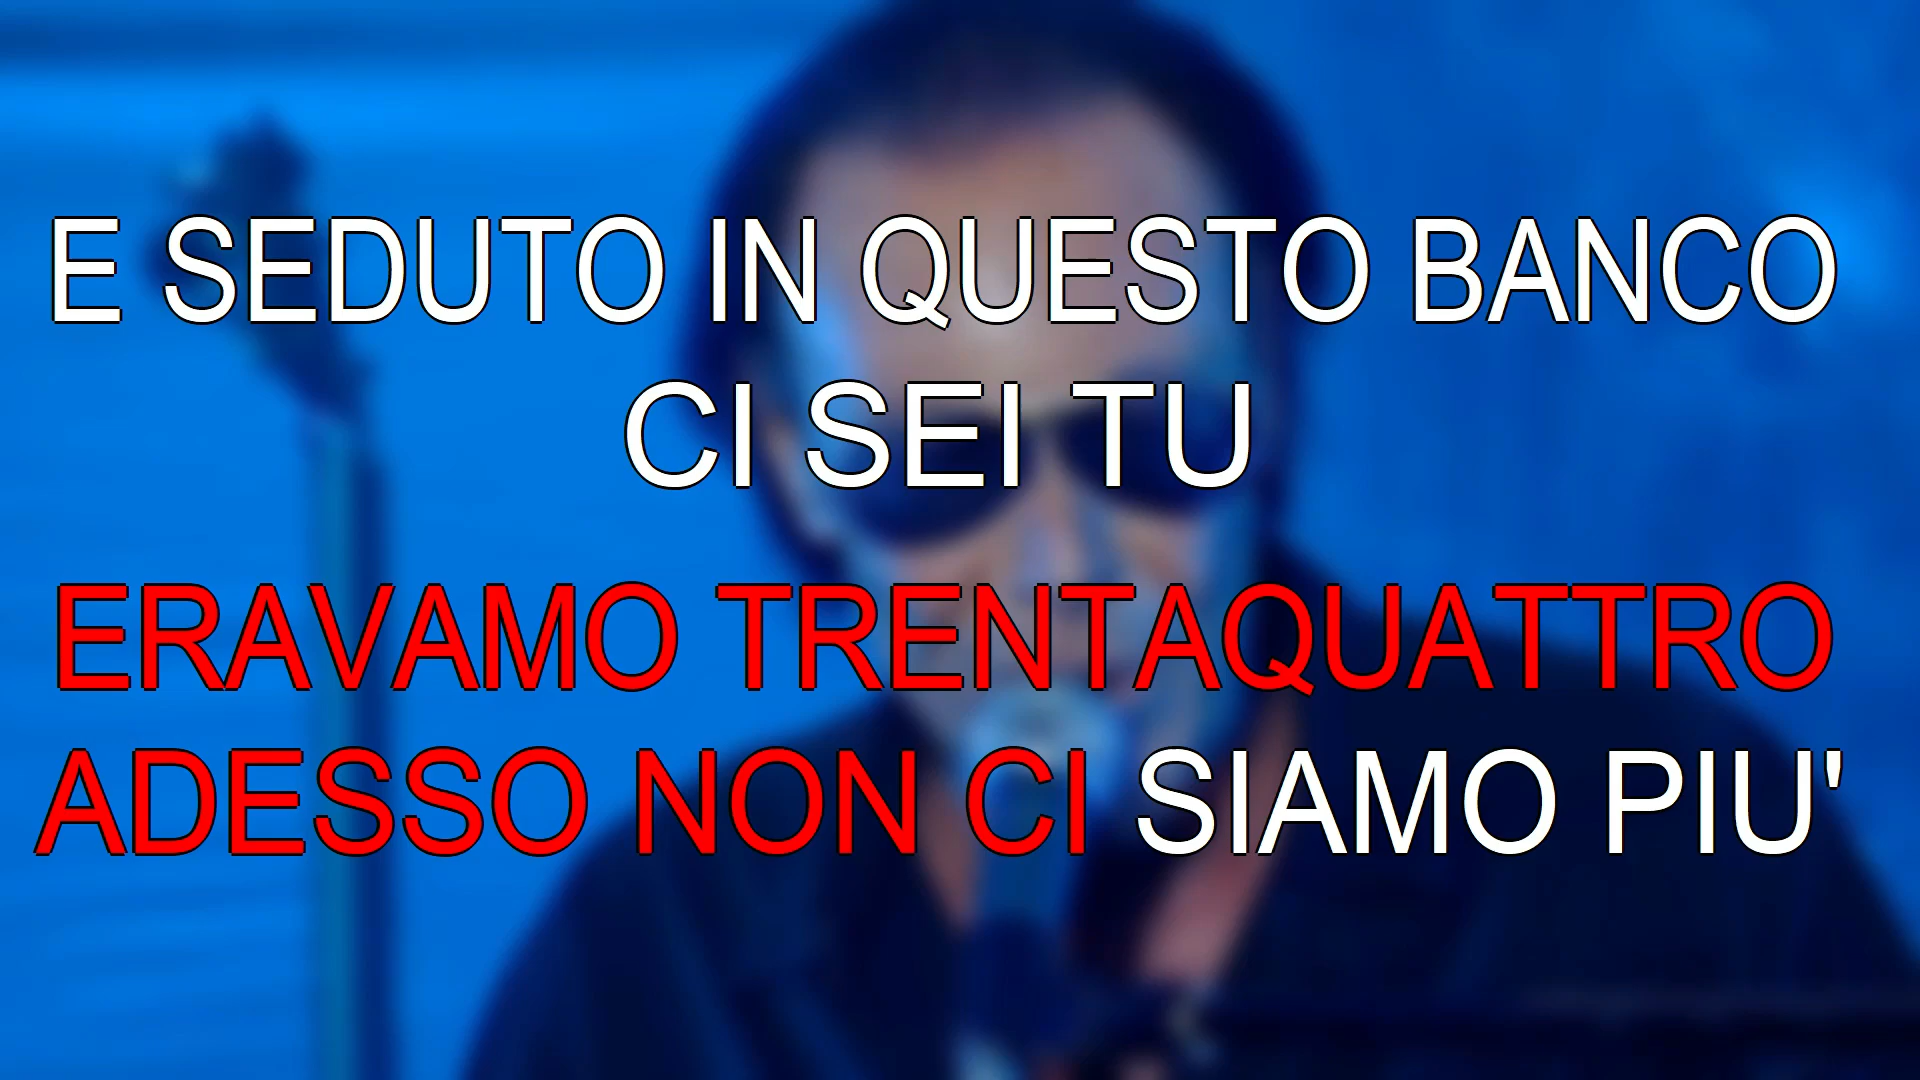 E SEDUTO IN QUESTO BANCO
CI SEI TU
ERAVAMO TRENTAQUATTRO
ADESSO NON CI SIAMO PIU'